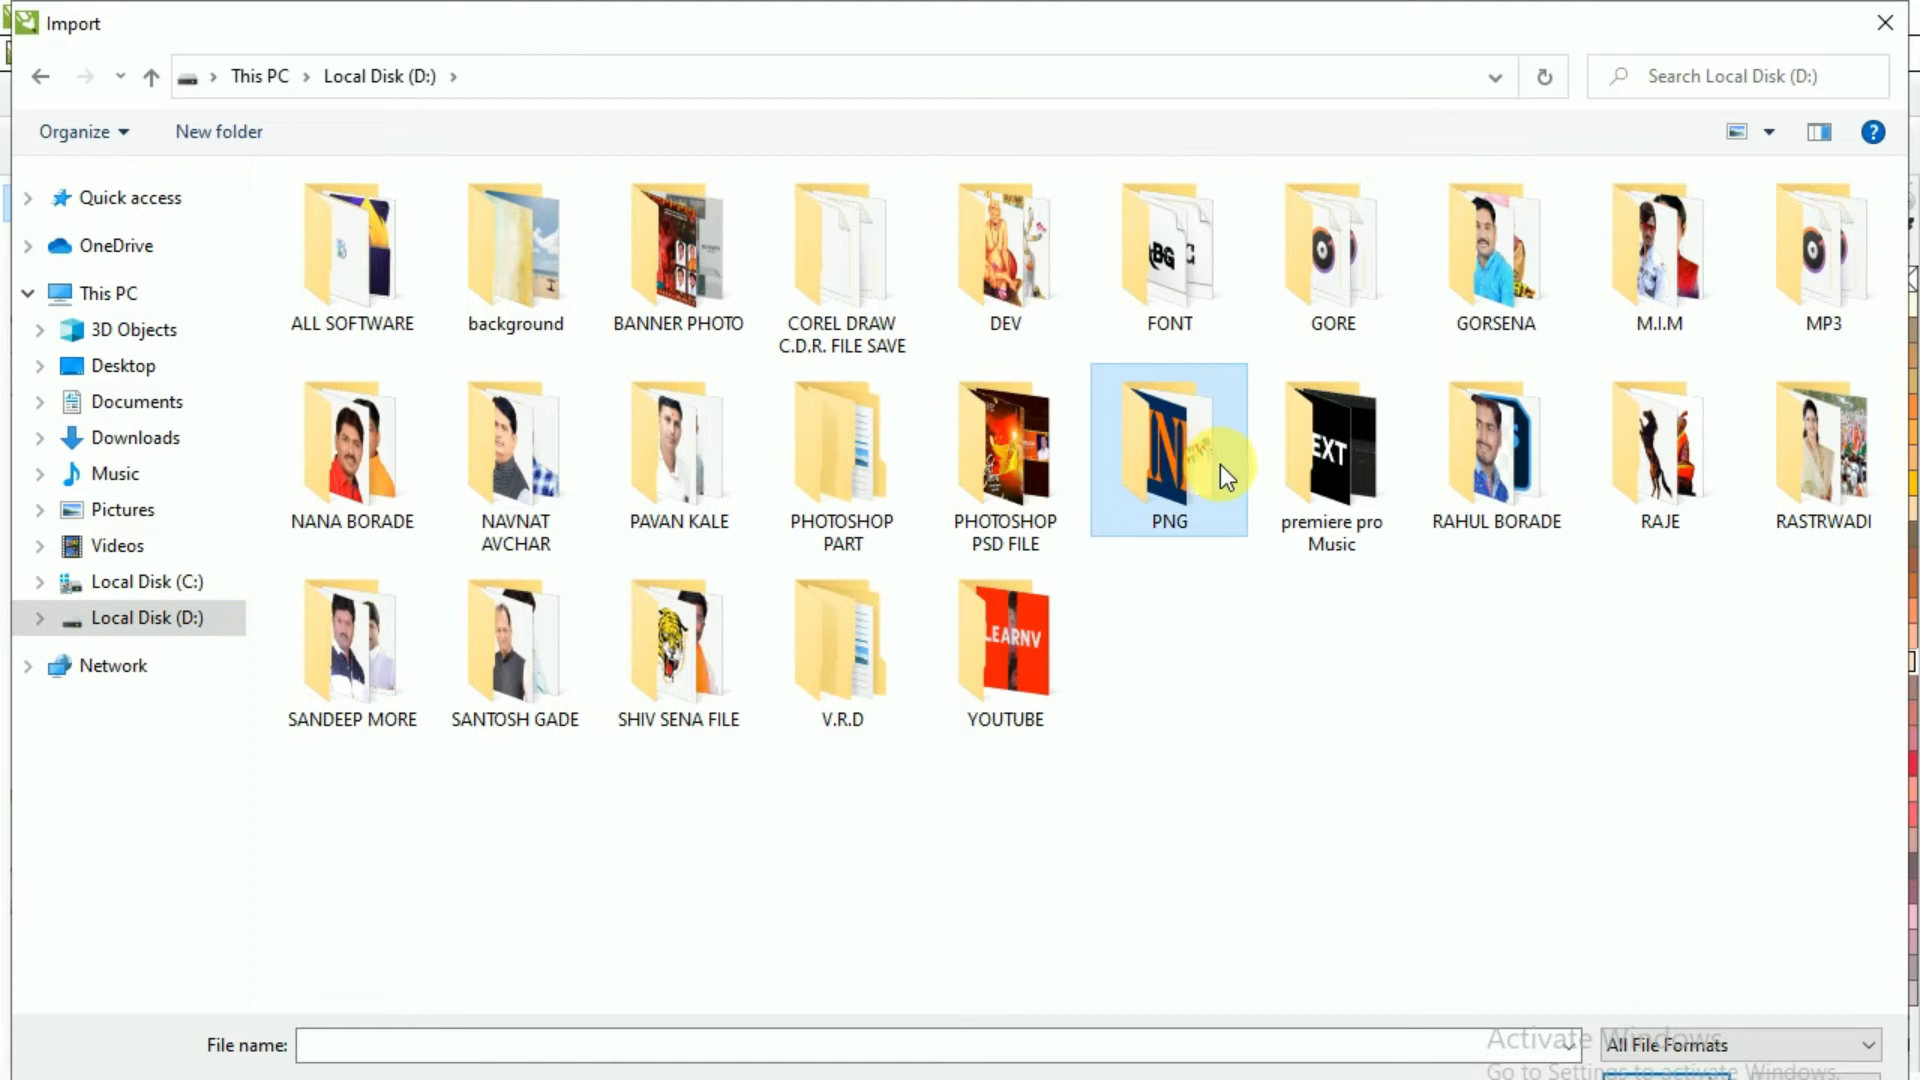 Import
This PC
Local Disk (D:)
Search Local Disk (D:)
Organize
New folder
?
Quick access
OneDrive
This PC
3D Objects
Desktop
Documents
Downloads
Music
Pictures
Videos
Local Disk (C:)
Local Disk (D:)
Network
ALL SOFTWARE
background
BANNER PHOTO
COREL DRAW
C.D.R. FILE SAVE
DEV
BG
FONT
GORE
GORSENA
M.I.M
MP3
NANA BORADE
NAVNAT
AVCHAR
PAVAN KALE
PHOTOSHOP
PART
PHOTOSHOP
PSD FILE
N
PNG
EXT
premiere pro
Music
RAHUL BORADE
RAJE
RASTRWADI
SANDEEP MORE
SANTOSH GADE
SHIV SENA FILE
V.R.D
LEARNV
YOUTUBE
File name:
All File Formats
Activate Windows
Go to Settings to activate Windows.